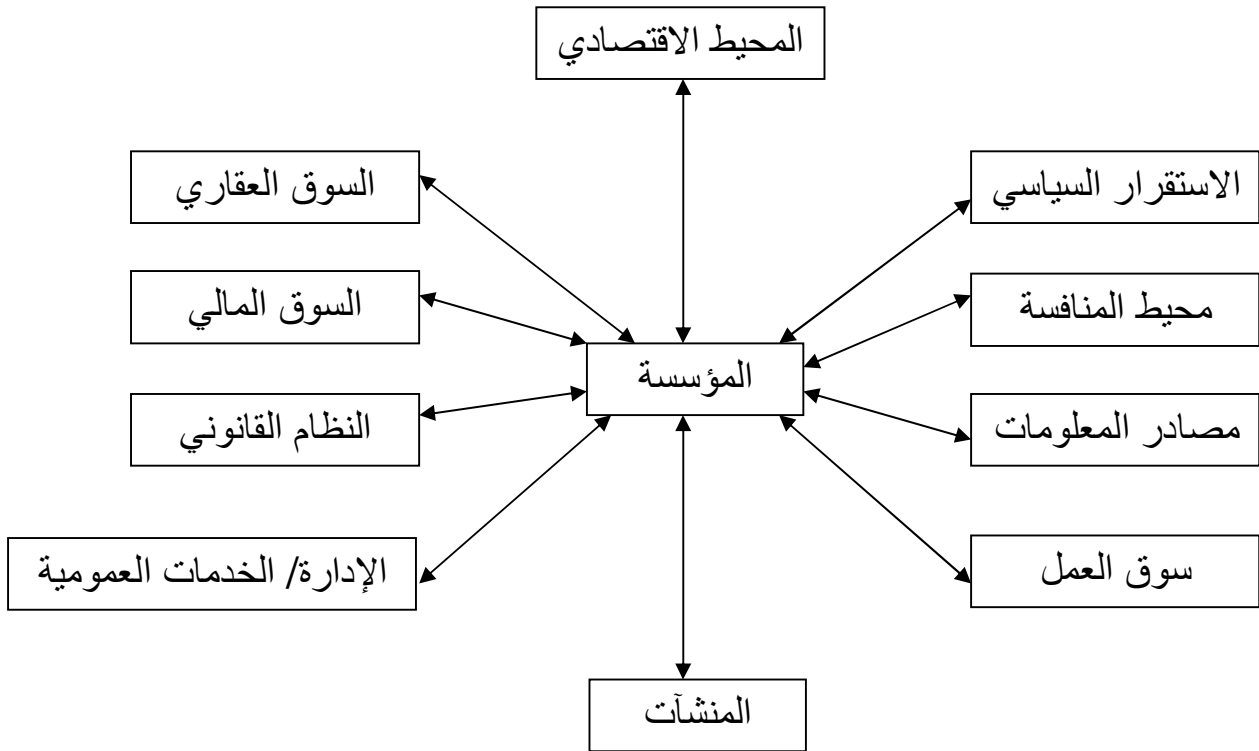 المحيط الاقتصادي
الاستقرار السياسي
السوق العقاري
محيط المنافسة
السوق المالي
المؤسسة
مصادر المعلومات
النظام القانوني
سوق العمل
الإدارة/ الخدمات العمومية
المنشآت